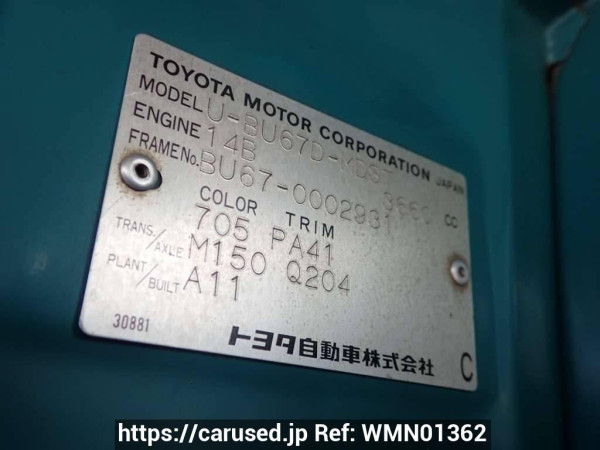 TOYOTA MOTOR CORPORATION JAPAN
MODEL U-BU67D-MDS7
ENGINE 14B 3660 CC
FRAME No. BU67-0002931
COLOR TRIM
705 PA41
TRANS./AXLE M150 Q204
PLANT/BUILT A11
30881
トヨタ自動車株式会社
C
https://carused.jp Ref: WMN01362